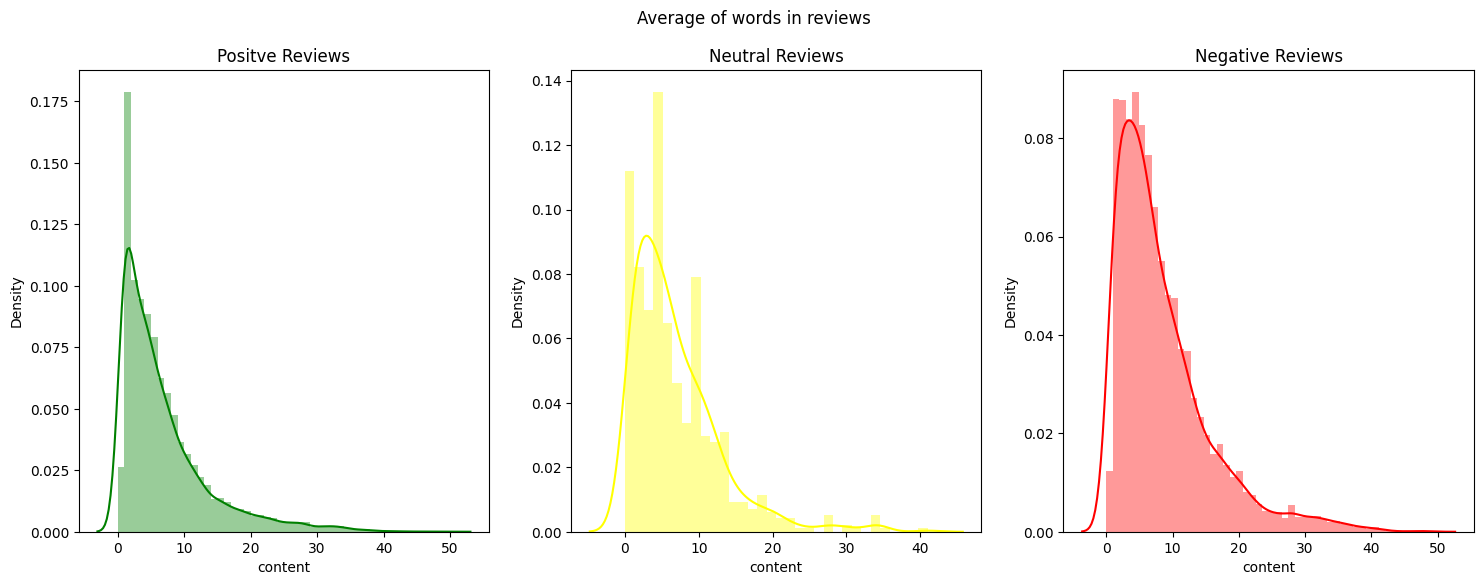 Average of words in reviews
Positve Reviews
Neutral Reviews
Negative Reviews
0.175
0.150
0.125
0.100
0.075
0.050
0.025
0.000
Density
0 10 20 30 40 50
content
0.14
0.12
0.10
0.08
0.06
0.04
0.02
0.00
Density
0 10 20 30 40
content
0.08
0.06
0.04
0.02
0.00
Density
0 10 20 30 40 50
content